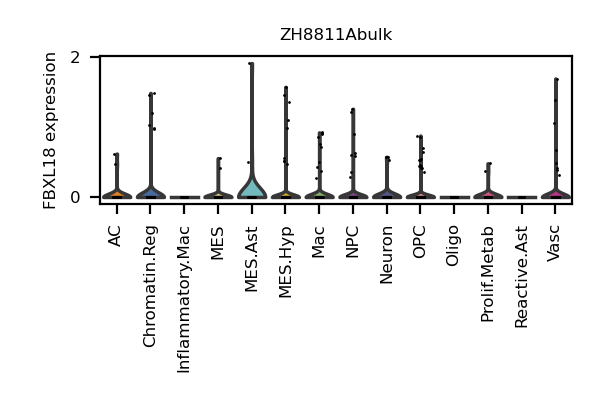 ZH8811Abulk
FBXL18 expression
2
0
AC
Chromatin.Reg
Inflammatory.Mac
MES
MES.Ast
MES.Hyp
Mac
NPC
Neuron
OPC
Oligo
Prolif.Metab
Reactive.Ast
Vasc